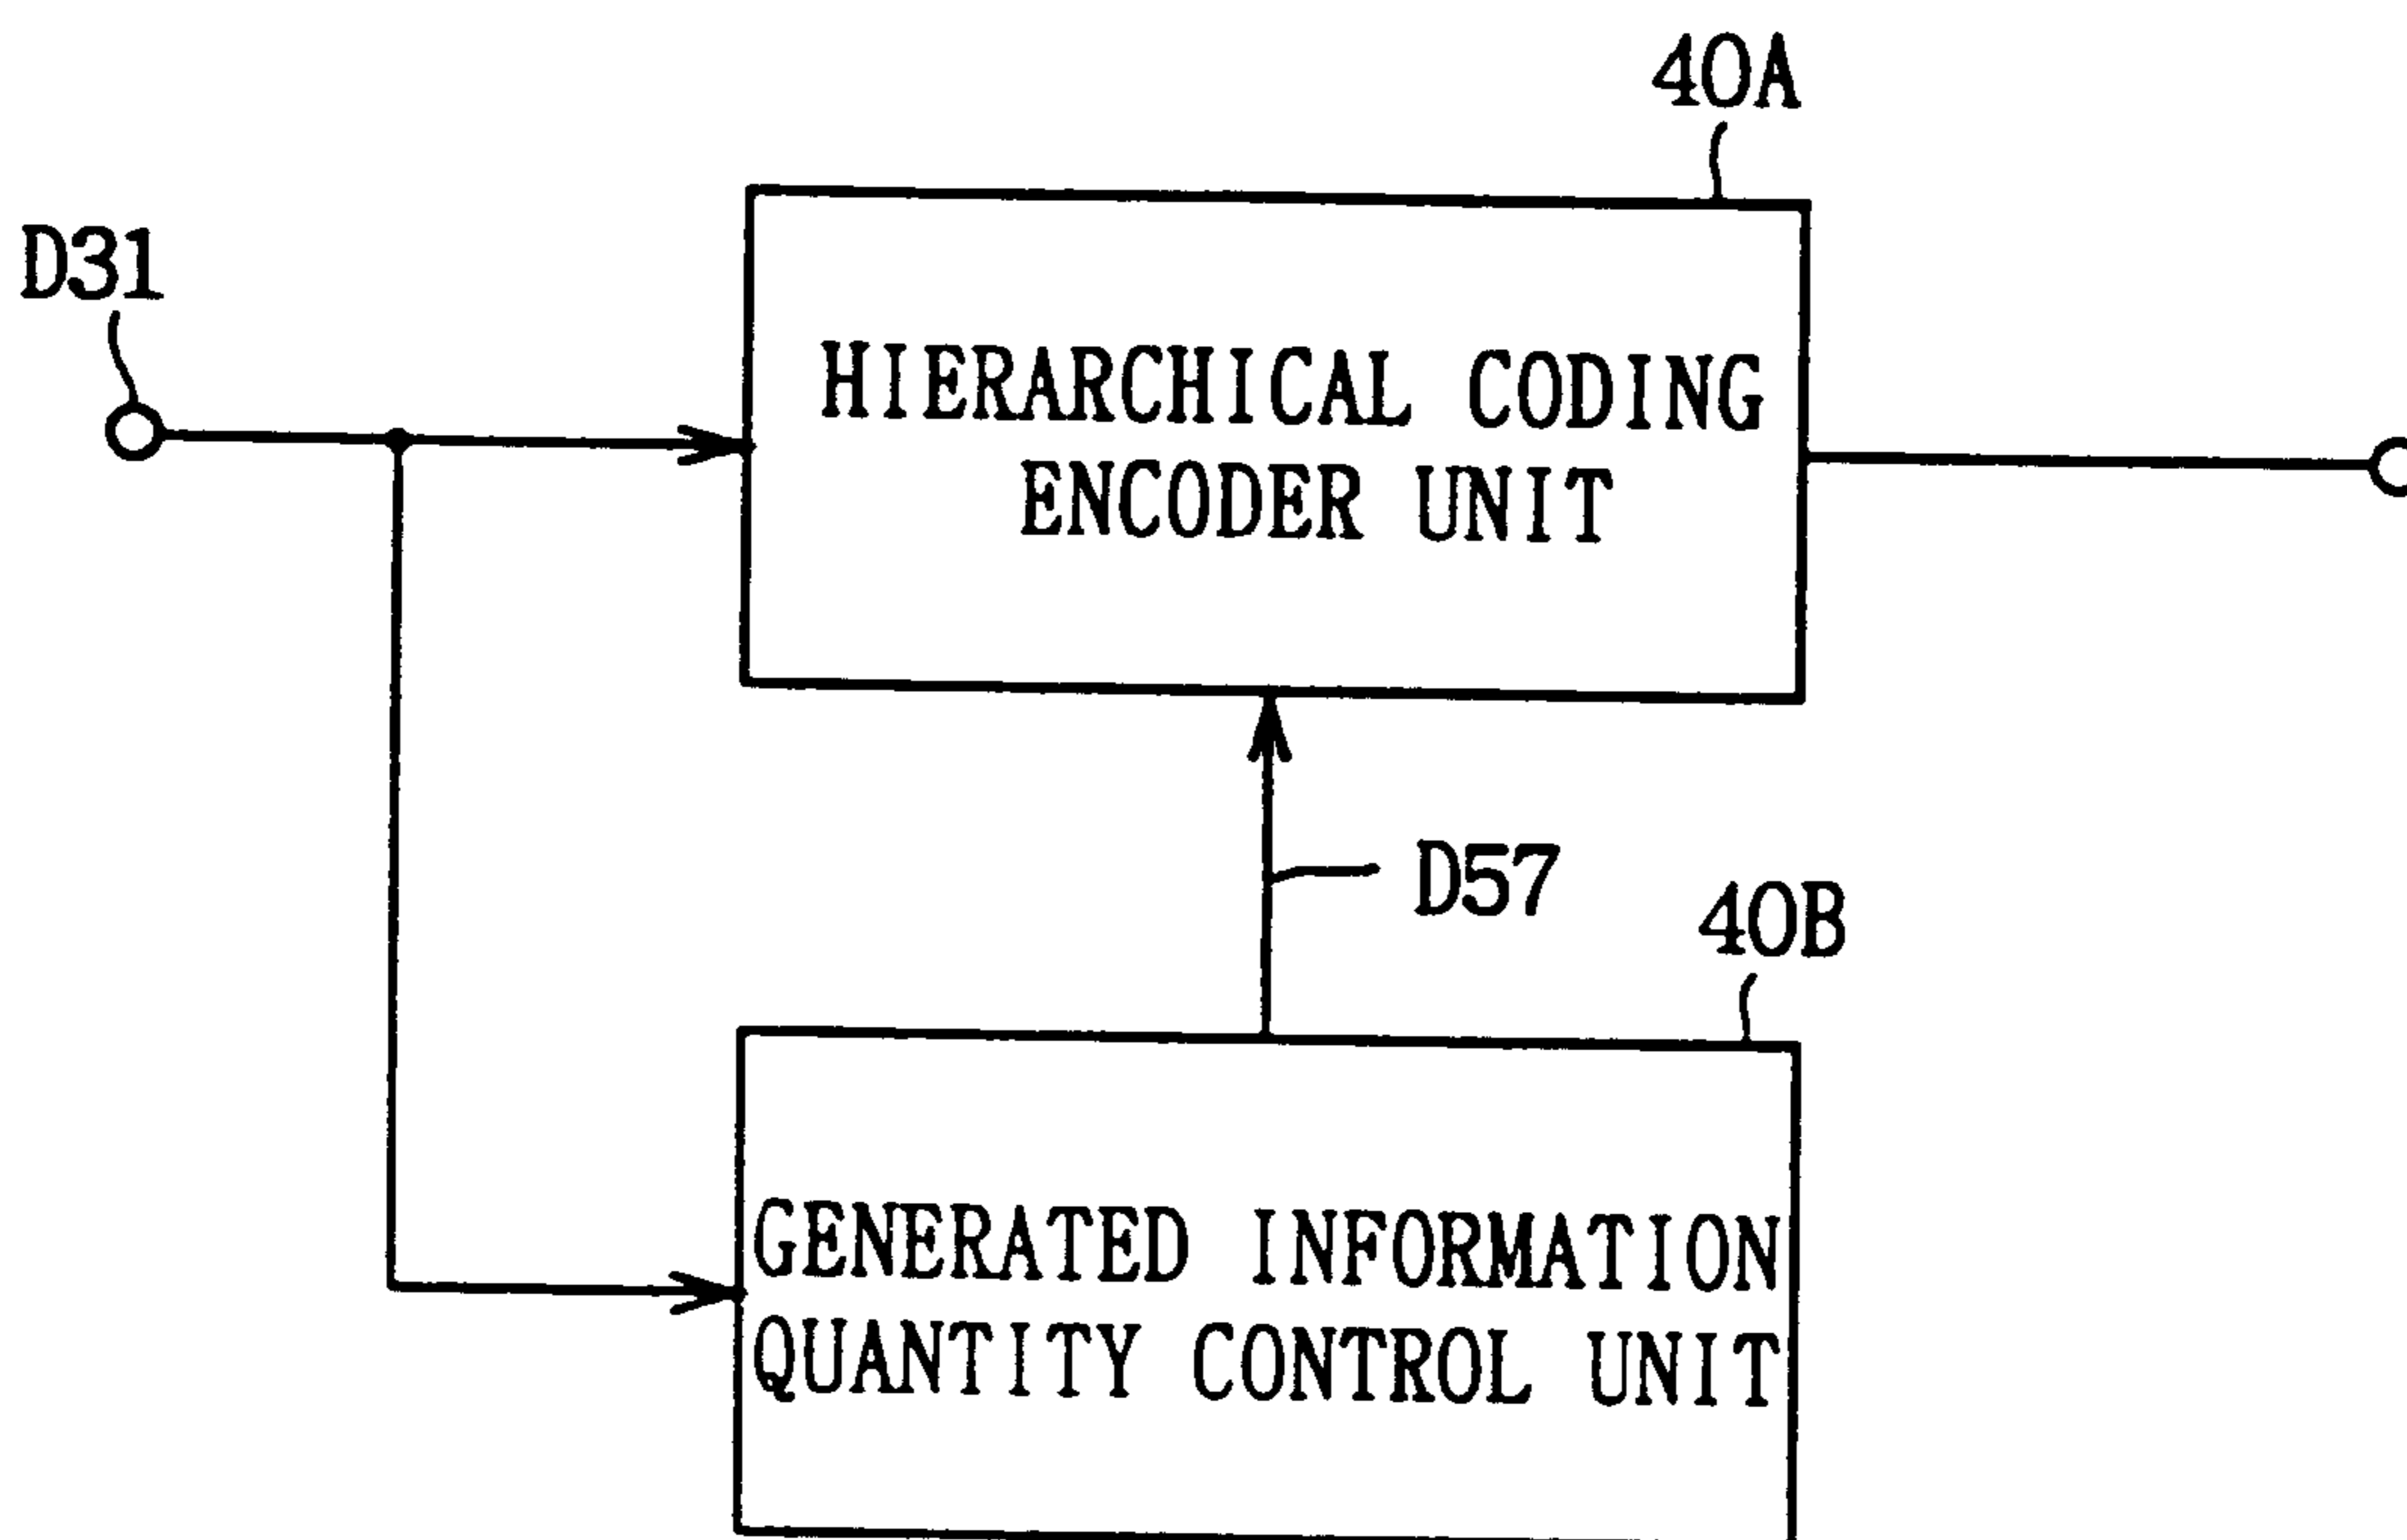 40A
D31
HIERARCHICAL CODING
ENCODER UNIT
D57
40B
GENERATED INFORMATION
QUANTITY CONTROL UNIT